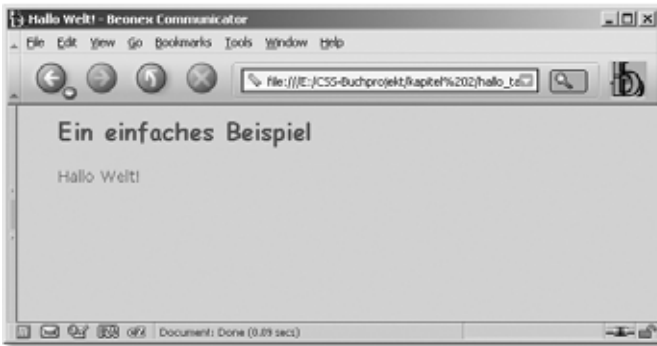 Hallo Welt! - Beonex Communicator
File Edit View Go Bookmarks Tools Window Help
file:///E:/CSS-Buchprojekt/kapitel%202/hallo_ta
Ein einfaches Beispiel
Hallo Welt!
Document: Done (0.09 secs)